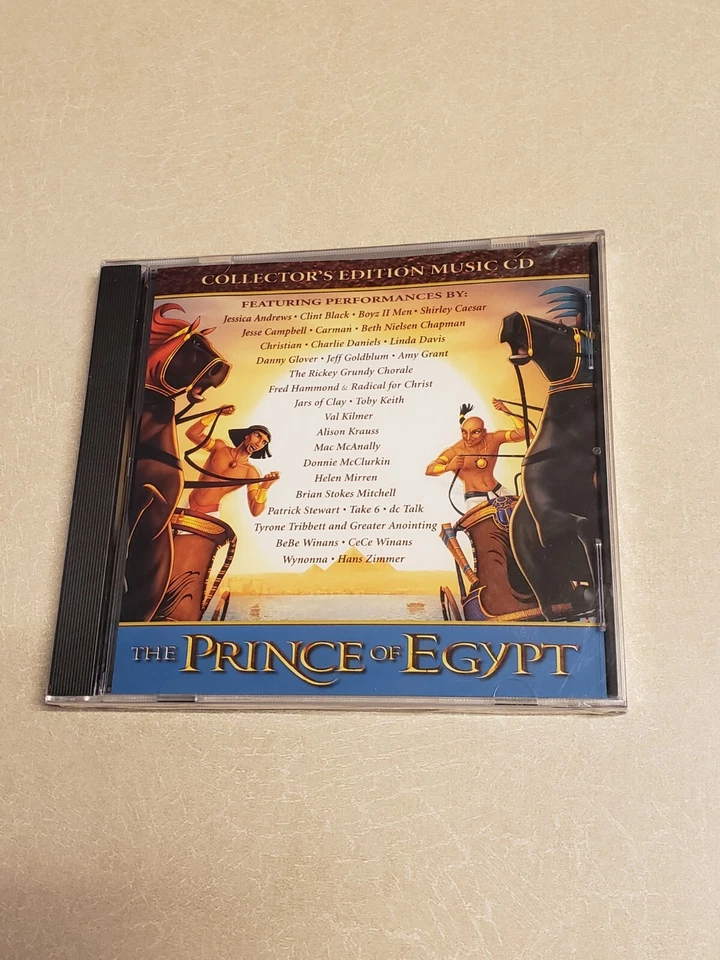 COLLECTOR'S EDITION MUSIC CD
FEATURING PERFORMANCES BY:
Jessica Andrews • Clint Black • Boyz II Men • Shirley Caesar
Jesse Campbell • Carman • Beth Nielsen Chapman
Christian • Charlie Daniels • Linda Davis
Danny Glover • Jeff Goldblum • Amy Grant
The Rickey Grundy Chorale
Fred Hammond & Radical for Christ
Jars of Clay • Toby Keith
Val Kilmer
Alison Krauss
Mac McAnally
Donnie McClurkin
Helen Mirren
Brian Stokes Mitchell
Patrick Stewart • Take 6 • dc Talk
Tyrone Tribbett and Greater Anointing
BeBe Winans • CeCe Winans
Wynonna • Hans Zimmer
THE PRINCE OF EGYPT